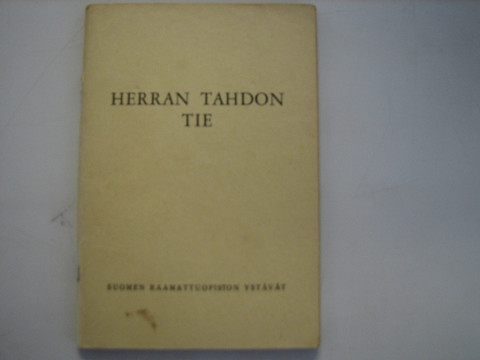 HERRAN TAHDON
TIE
SUOMEN RAAMATTUOPISTON YSTÄVÄT